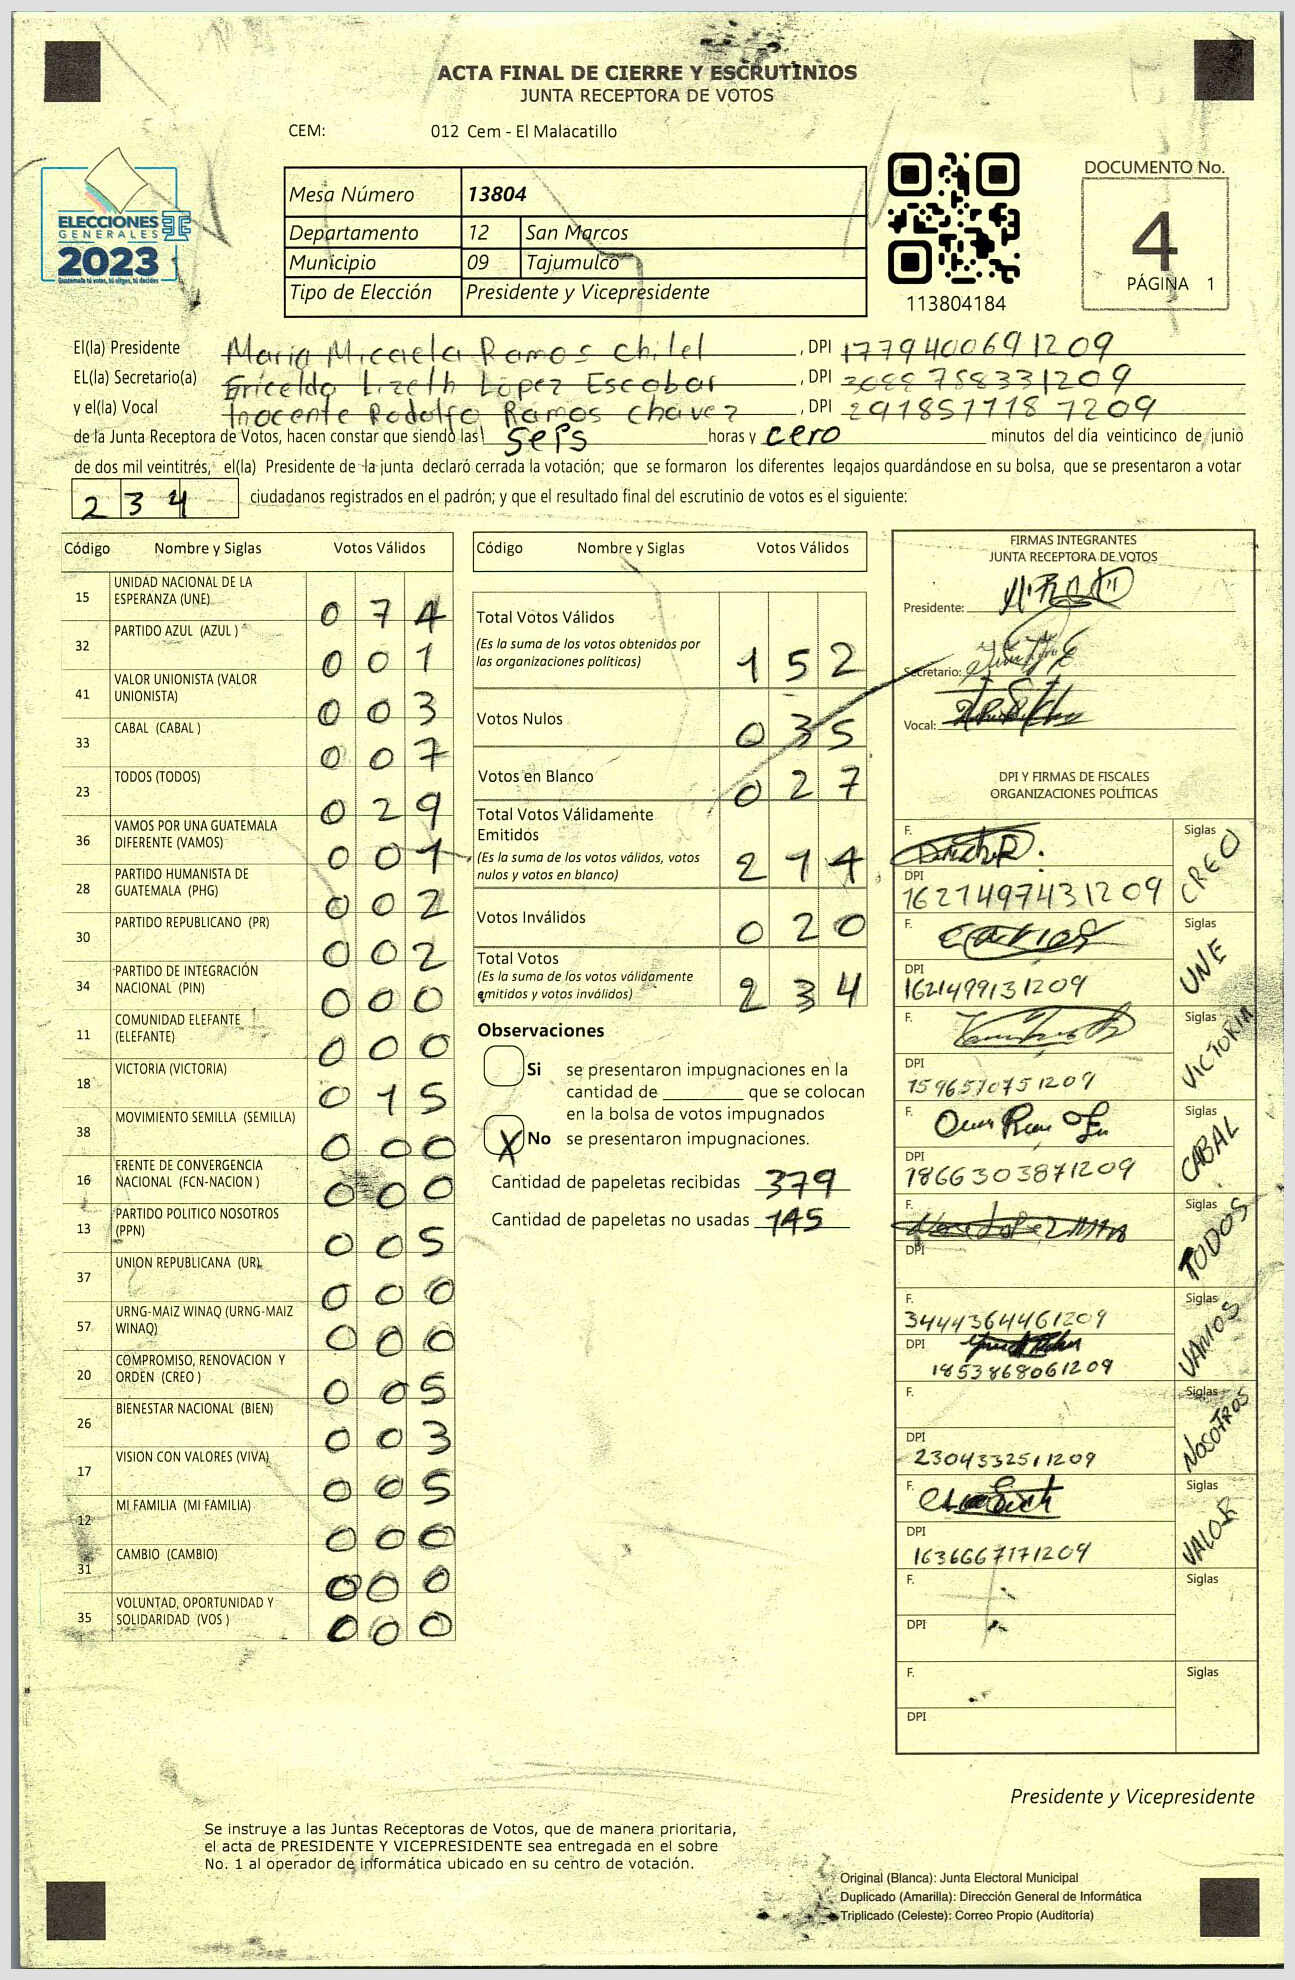 ACTA FINAL DE CIERRE Y ESCRUTINIOS
JUNTA RECEPTORA DE VOTOS
CEM: 012 Cem - El Malacatillo
ELECCIONES
GENERALES
2023
Guatemala tú votas, tú eliges, tú decides
Mesa Número 13804
Departamento 12 San Marcos
Municipio 09 Tajumulco
Tipo de Elección Presidente y Vicepresidente
113804184
DOCUMENTO No.
4
PÁGINA 1
El(la) Presidente Maria Micaela Ramos Chilel , DPI 1779400691209
EL(la) Secretario(a) Griceldo Lizeth López Escobar , DPI 3088758331209
y el(la) Vocal Inocente Rodolfo Ramos Chavez , DPI 2918577187209
de la Junta Receptora de Votos, hacen constar que siendo las seis horas y cero minutos del día veinticinco de junio
de dos mil veintitrés, el(la) Presidente de la junta declaró cerrada la votación; que se formaron los diferentes legajos quardándose en su bolsa, que se presentaron a votar
234 ciudadanos registrados en el padrón; y que el resultado final del escrutinio de votos es el siguiente:
Código Nombre y Siglas Votos Válidos
15 UNIDAD NACIONAL DE LA ESPERANZA (UNE) 0 7 4
32 PARTIDO AZUL (AZUL ) 0 0 1
41 VALOR UNIONISTA (VALOR UNIONISTA) 0 0 3
33 CABAL (CABAL ) 0 0 7
23 TODOS (TODOS) 0 2 9
36 VAMOS POR UNA GUATEMALA DIFERENTE (VAMOS) 0 0 1
28 PARTIDO HUMANISTA DE GUATEMALA (PHG) 0 0 2
30 PARTIDO REPUBLICANO (PR) 0 0 2
34 PARTIDO DE INTEGRACIÓN NACIONAL (PIN) 0 0 0
11 COMUNIDAD ELEFANTE (ELEFANTE) 0 0 0
18 VICTORIA (VICTORIA) 0 1 5
38 MOVIMIENTO SEMILLA (SEMILLA) 0 0 0
16 FRENTE DE CONVERGENCIA NACIONAL (FCN-NACION ) 0 0 0
13 PARTIDO POLITICO NOSOTROS (PPN) 0 0 5
37 UNION REPUBLICANA (UR) 0 0 0
57 URNG-MAIZ WINAQ (URNG-MAIZ WINAQ) 0 0 0
20 COMPROMISO, RENOVACION Y ORDEN (CREO ) 0 0 5
26 BIENESTAR NACIONAL (BIEN) 0 0 3
17 VISION CON VALORES (VIVA) 0 0 5
12 MI FAMILIA (MI FAMILIA) 0 0 0
31 CAMBIO (CAMBIO) 0 0 0
35 VOLUNTAD, OPORTUNIDAD Y SOLIDARIDAD (VOS ) 0 0 0
Código Nombre y Siglas Votos Válidos
Total Votos Válidos
(Es la suma de los votos obtenidos por
las organizaciones políticas) 1 5 2
Votos Nulos 0 3 5
Votos en Blanco 0 2 7
Total Votos Válidamente
Emitidos
(Es la suma de los votos válidos, votos
nulos y votos en blanco) 2 1 4
Votos Inválidos 0 2 0
Total Votos
(Es la suma de los votos válidamente
emitidos y votos inválidos) 2 3 4
Observaciones
Si se presentaron impugnaciones en la
cantidad de ________ que se colocan
en la bolsa de votos impugnados
X No se presentaron impugnaciones.
Cantidad de papeletas recibidas 379
Cantidad de papeletas no usadas 145
FIRMAS INTEGRANTES
JUNTA RECEPTORA DE VOTOS
Presidente:
Secretario:
Vocal:
DPI Y FIRMAS DE FISCALES
ORGANIZACIONES POLÍTICAS
F. Siglas CREO
DPI 1621497431209
F. Carlos Siglas UNE
DPI 1621499131209
F. Siglas VICTORIA
DPI 1596570751209
F. Siglas CABAL
DPI 1866303871209
F. Siglas TODOS
DPI
F. 3444364461209 Siglas VAMOS
DPI 1853868061209
F. Siglas NOSOTROS
DPI 2304332511209
F. Siglas VALOR
DPI 1636667171209
F. Siglas
DPI
F. Siglas
DPI
Presidente y Vicepresidente
Se instruye a las Juntas Receptoras de Votos, que de manera prioritaria,
el acta de PRESIDENTE Y VICEPRESIDENTE sea entregada en el sobre
No. 1 al operador de informática ubicado en su centro de votación.
Original (Blanca): Junta Electoral Municipal
Duplicado (Amarilla): Dirección General de Informática
Triplicado (Celeste): Correo Propio (Auditoría)